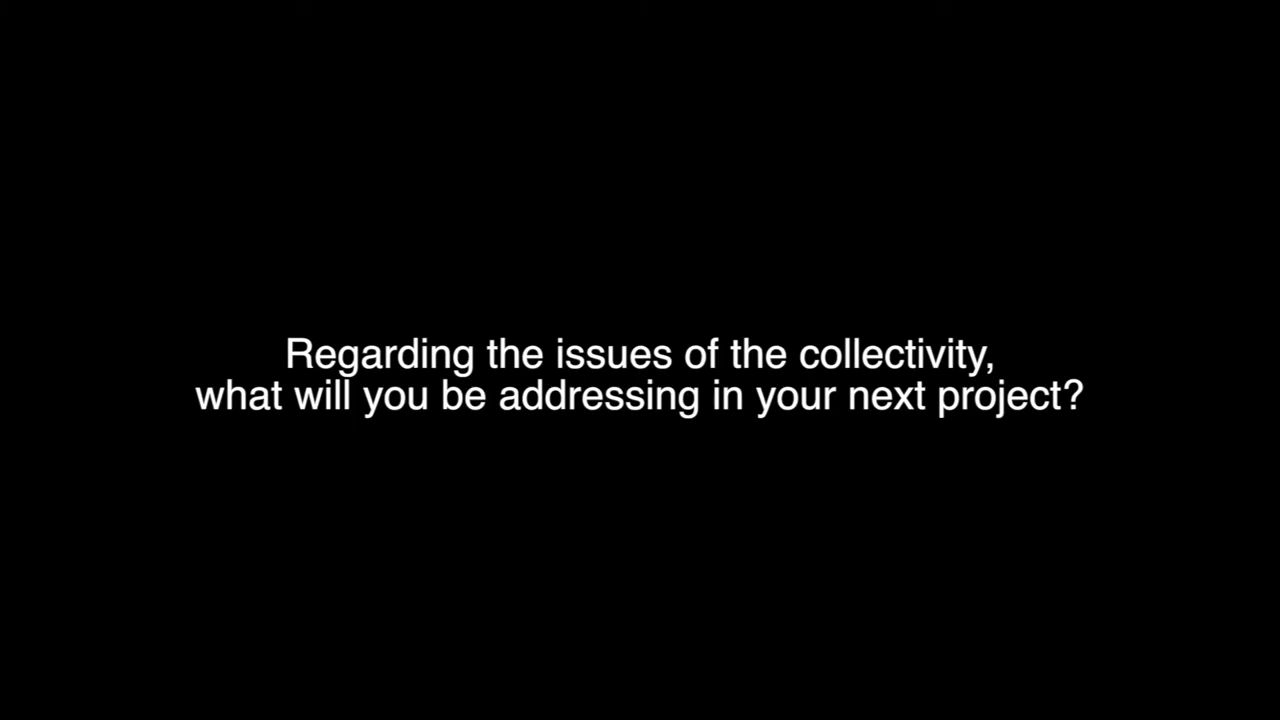 Regarding the issues of the collectivity,
what will you be addressing in your next project?